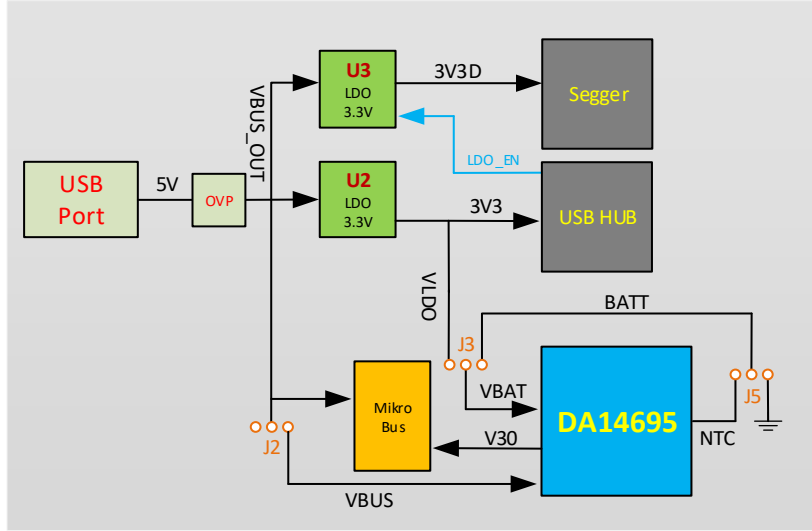 U3
LDO
3.3V
3V3D
Segger
VBUS_OUT
LDO_EN
USB
Port
5V
OVP
U2
LDO
3.3V
3V3
USB HUB
VLDO
BATT
J3
VBAT
Mikro
Bus
DA14695
J5
NTC
V30
J2
VBUS